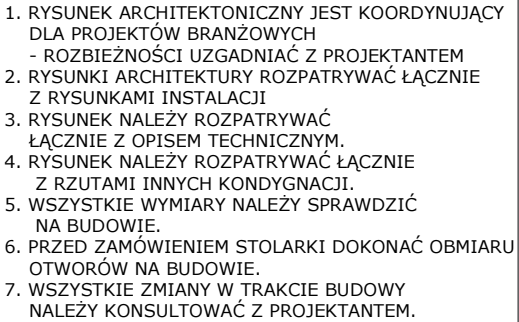 1. RYSUNEK ARCHITEKTONICZNY JEST KOORDYNUJĄCY
DLA PROJEKTÓW BRANŻOWYCH
- ROZBIEŻNOŚCI UZGADNIAĆ Z PROJEKTANTEM
2. RYSUNKI ARCHITEKTURY ROZPATRYWAĆ ŁĄCZNIE
Z RYSUNKAMI INSTALACJI
3. RYSUNEK NALEŻY ROZPATRYWAĆ
ŁĄCZNIE Z OPISEM TECHNICZNYM.
4. RYSUNEK NALEŻY ROZPATRYWAĆ ŁĄCZNIE
Z RZUTAMI INNYCH KONDYGNACJI.
5. WSZYSTKIE WYMIARY NALEŻY SPRAWDZIĆ
NA BUDOWIE.
6. PRZED ZAMÓWIENIEM STOLARKI DOKONAĆ OBMIARU
OTWORÓW NA BUDOWIE.
7. WSZYSTKIE ZMIANY W TRAKCIE BUDOWY
NALEŻY KONSULTOWAĆ Z PROJEKTANTEM.